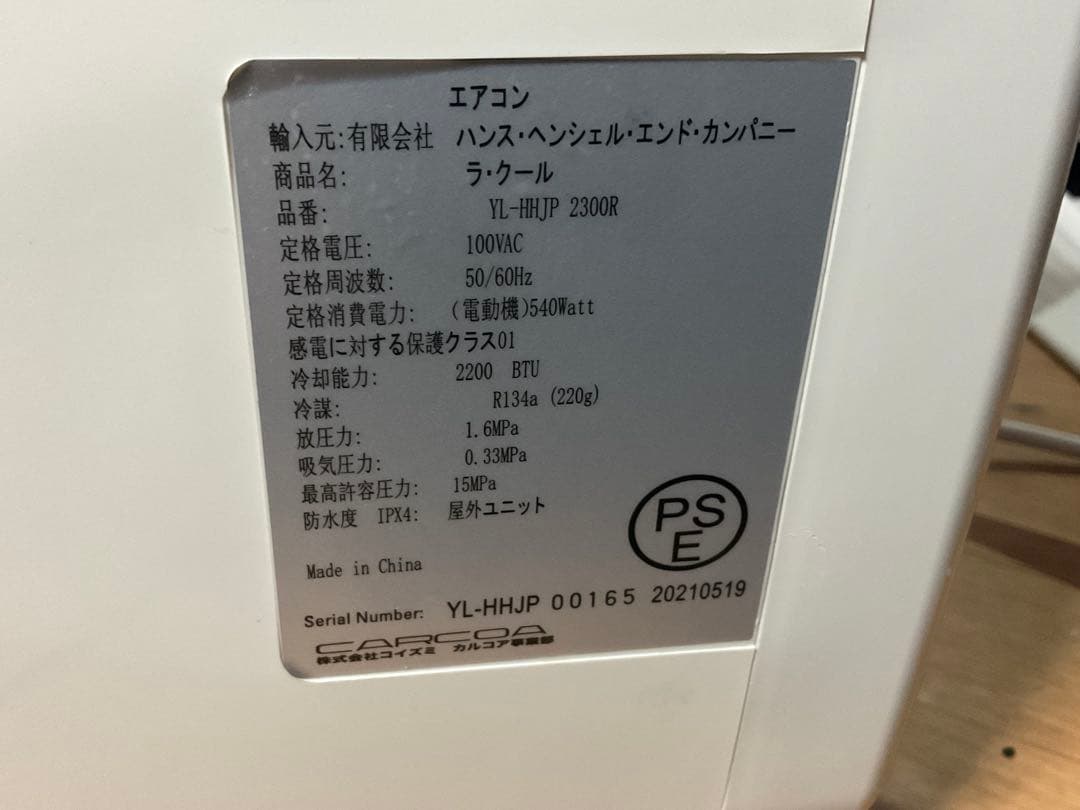 エアコン
輸入元:有限会社 ハンス・ヘンシェル・エンド・カンパニー
商品名: ラ・クール
品番: YL-HHJP 2300R
定格電圧: 100VAC
定格周波数: 50/60Hz
定格消費電力: (電動機)540Watt
感電に対する保護クラス01
冷却能力: 2200 BTU
冷谋: R134a (220g)
放圧力: 1.6MPa
吸気圧力: 0.33MPa
最高許容圧力: 15MPa
防水度 IPX4: 屋外ユニット
PS
E
Made in China
Serial Number: YL-HHJP 00165 20210519
CARCOA
株式会社コイズミ カルコア事業部